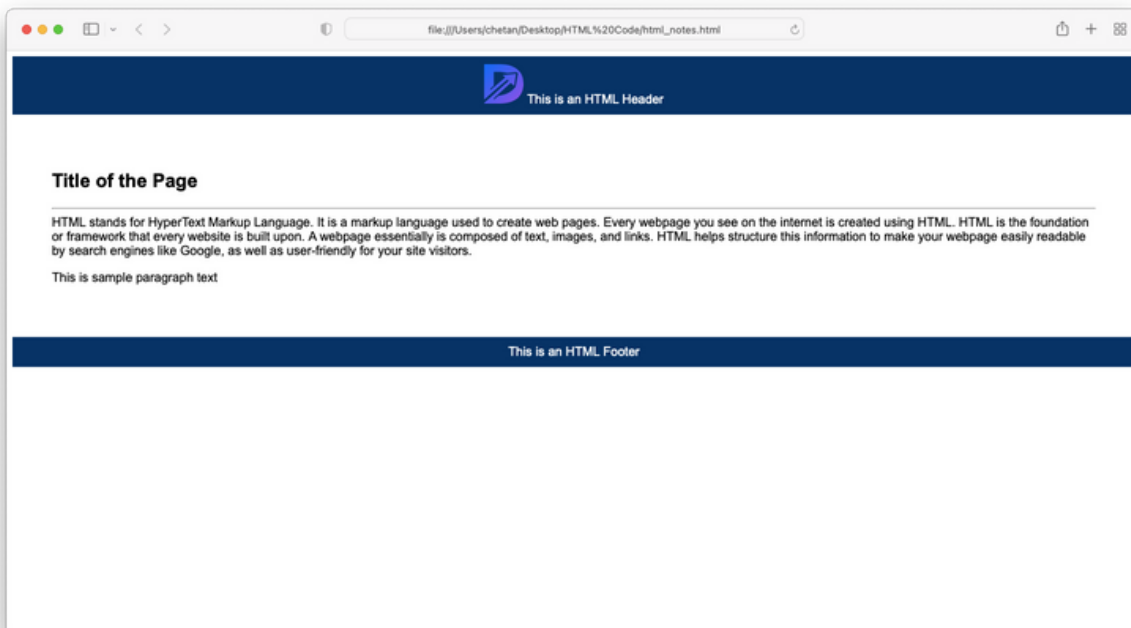 file:///Users/chetan/Desktop/HTML%20Code/html_notes.html
This is an HTML Header
Title of the Page
HTML stands for HyperText Markup Language. It is a markup language used to create web pages. Every webpage you see on the internet is created using HTML. HTML is the foundation
or framework that every website is built upon. A webpage essentially is composed of text, images, and links. HTML helps structure this information to make your webpage easily readable
by search engines like Google, as well as user-friendly for your site visitors.
This is sample paragraph text
This is an HTML Footer